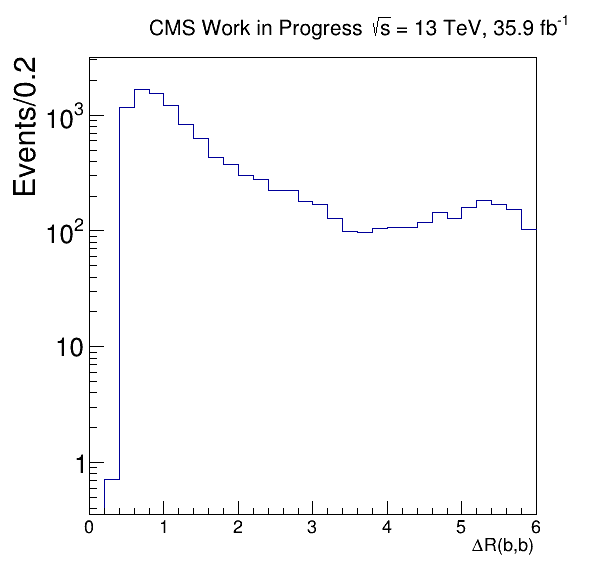 CMS Work in Progress √s = 13 TeV, 35.9 fb⁻¹
Events/0.2
10³
10²
10
1
0 1 2 3 4 5 6
ΔR(b,b)